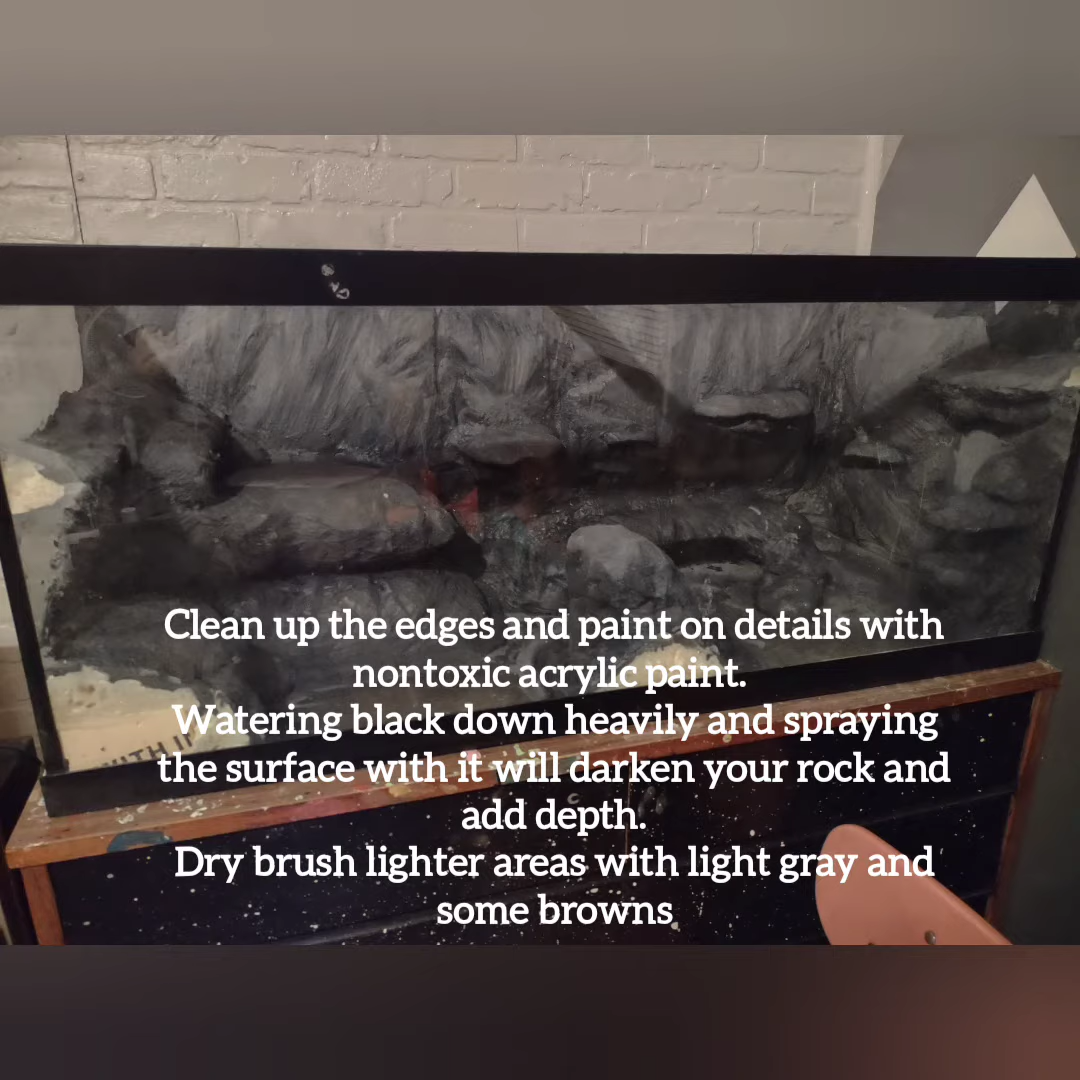 Clean up the edges and paint on details with
nontoxic acrylic paint.
Watering black down heavily and spraying
the surface with it will darken your rock and
add depth.
Dry brush lighter areas with light gray and
some browns